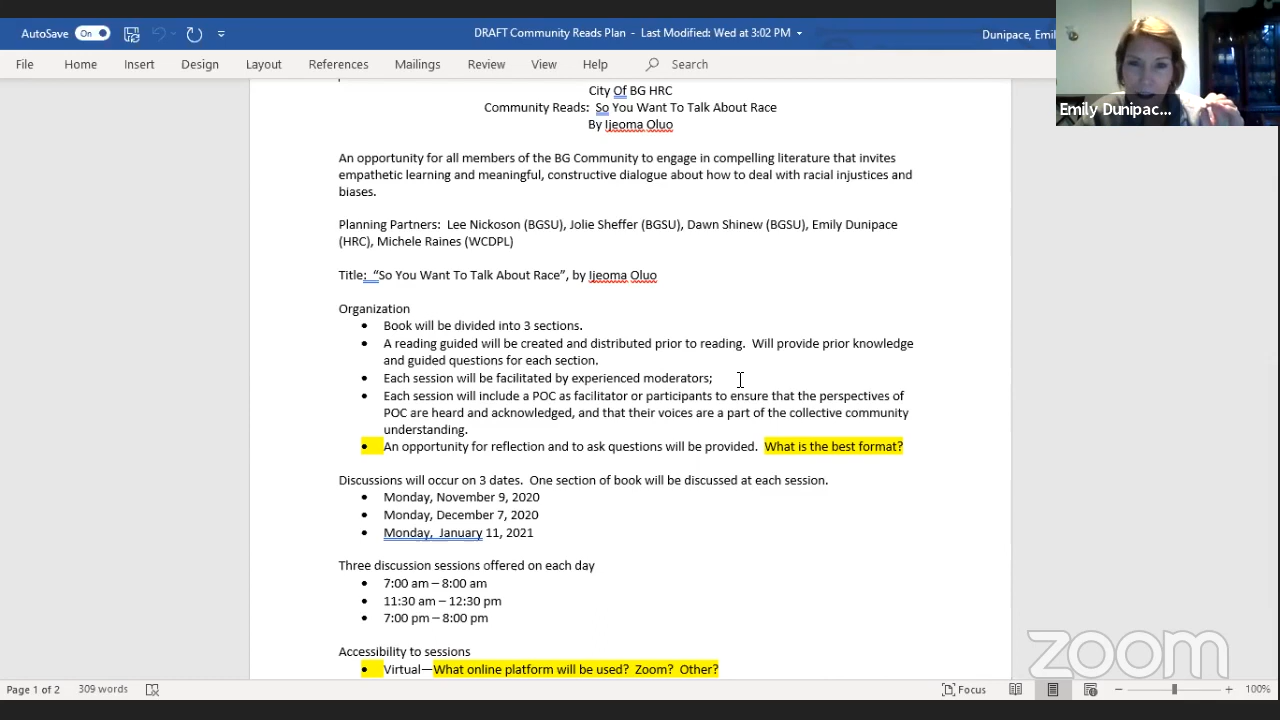 AutoSave On DRAFT Community Reads Plan - Last Modified: Wed at 3:02 PM Dunipace, Emi
File Home Insert Design Layout References Mailings Review View Help Search
Emily Dunipac...
City Of BG HRC
Community Reads: So You Want To Talk About Race
By Ijeoma Oluo
An opportunity for all members of the BG Community to engage in compelling literature that invites
empathetic learning and meaningful, constructive dialogue about how to deal with racial injustices and
biases.
Planning Partners: Lee Nickoson (BGSU), Jolie Sheffer (BGSU), Dawn Shinew (BGSU), Emily Dunipace
(HRC), Michele Raines (WCDPL)
Title: “So You Want To Talk About Race”, by Ijeoma Oluo
Organization
• Book will be divided into 3 sections.
• A reading guided will be created and distributed prior to reading. Will provide prior knowledge
and guided questions for each section.
• Each session will be facilitated by experienced moderators;
• Each session will include a POC as facilitator or participants to ensure that the perspectives of
POC are heard and acknowledged, and that their voices are a part of the collective community
understanding.
• An opportunity for reflection and to ask questions will be provided. What is the best format?
Discussions will occur on 3 dates. One section of book will be discussed at each session.
• Monday, November 9, 2020
• Monday, December 7, 2020
• Monday, January 11, 2021
Three discussion sessions offered on each day
• 7:00 am – 8:00 am
• 11:30 am – 12:30 pm
• 7:00 pm – 8:00 pm
Accessibility to sessions
• Virtual—What online platform will be used? Zoom? Other?
zoom
Page 1 of 2 309 words Focus 100%